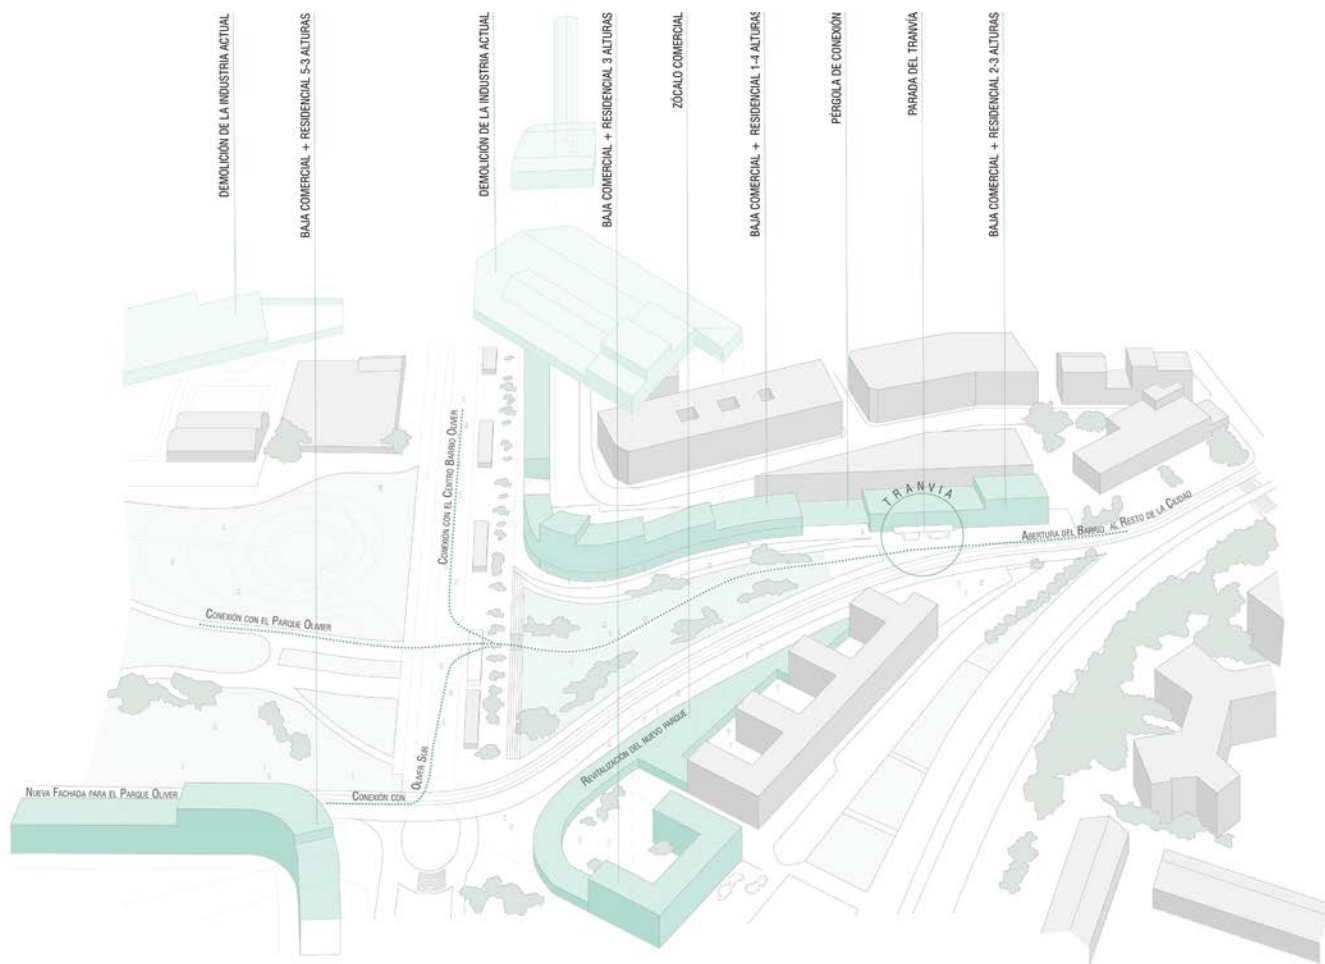 DEMOLICIÓN DE LA INDUSTRIA ACTUAL
BAJA COMERCIAL + RESIDENCIAL 5-3 ALTURAS
DEMOLICIÓN DE LA INDUSTRIA ACTUAL
BAJA COMERCIAL + RESIDENCIAL 3 ALTURAS
ZÓCALO COMERCIAL
BAJA COMERCIAL + RESIDENCIAL 1-4 ALTURAS
PÉRGOLA DE CONEXIÓN
PARADA DEL TRANVÍA
BAJA COMERCIAL + RESIDENCIAL 2-3 ALTURAS
CONEXIÓN CON EL CENTRO BARRIO OLIVER
TRANVIA
ABERTURA DEL BARRIO AL RESTO DE LA CIUDAD
CONEXIÓN CON EL PARQUE OLIVER
REVITALIZACIÓN DEL NUEVO PARQUE
NUEVA FACHADA PARA EL PARQUE OLIVER
CONEXIÓN CON OLIVER SUR